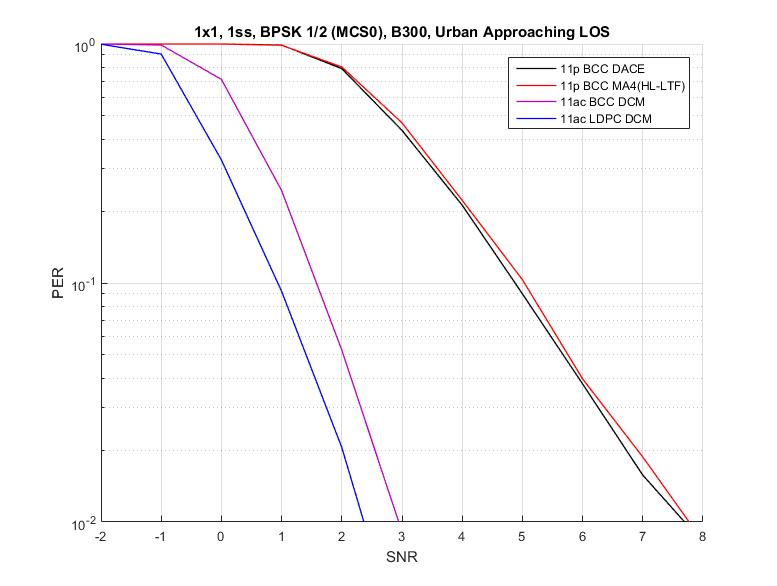 1x1, 1ss, BPSK 1/2 (MCS0), B300, Urban Approaching LOS
11p BCC DACE
11p BCC MA4(HL-LTF)
11ac BCC DCM
11ac LDPC DCM
PER
10^0
10^-1
10^-2
-2 -1 0 1 2 3 4 5 6 7 8
SNR